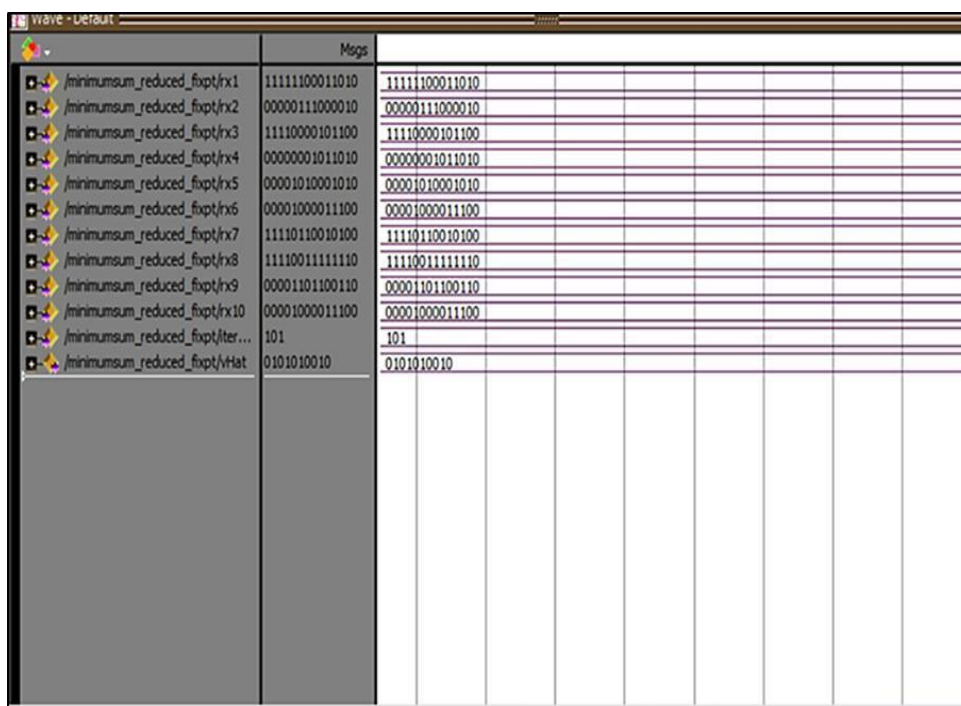 Wave - Default
Msgs
/minimumsum_reduced_fixpt/rx1 11111100011010 11111100011010
/minimumsum_reduced_fixpt/rx2 00000111000010 00000111000010
/minimumsum_reduced_fixpt/rx3 11110000101100 11110000101100
/minimumsum_reduced_fixpt/rx4 00000001011010 00000001011010
/minimumsum_reduced_fixpt/rx5 00001010001010 00001010001010
/minimumsum_reduced_fixpt/rx6 00001000011100 00001000011100
/minimumsum_reduced_fixpt/rx7 11110110010100 11110110010100
/minimumsum_reduced_fixpt/rx8 11110011111110 11110011111110
/minimumsum_reduced_fixpt/rx9 00001101100110 00001101100110
/minimumsum_reduced_fixpt/rx10 00001000011100 00001000011100
/minimumsum_reduced_fixpt/iter... 101 101
/minimumsum_reduced_fixpt/vHat 0101010010 0101010010